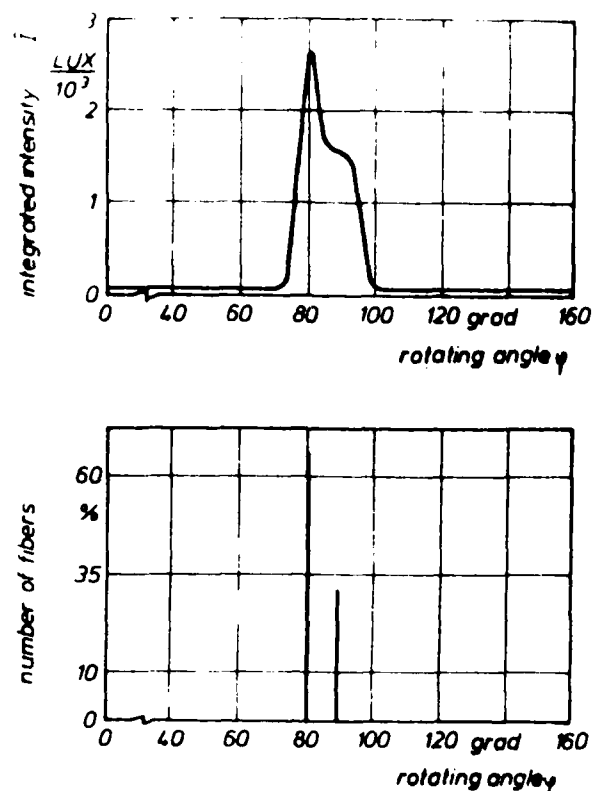 3
Ī
LUX
10³
integrated intensity
2
1
0
0 40 60 80 100 120 grad 160
rotating angle φ
60
%
35
10
0
number of fibers
0 40 60 80 100 120 grad 160
rotating angle φ